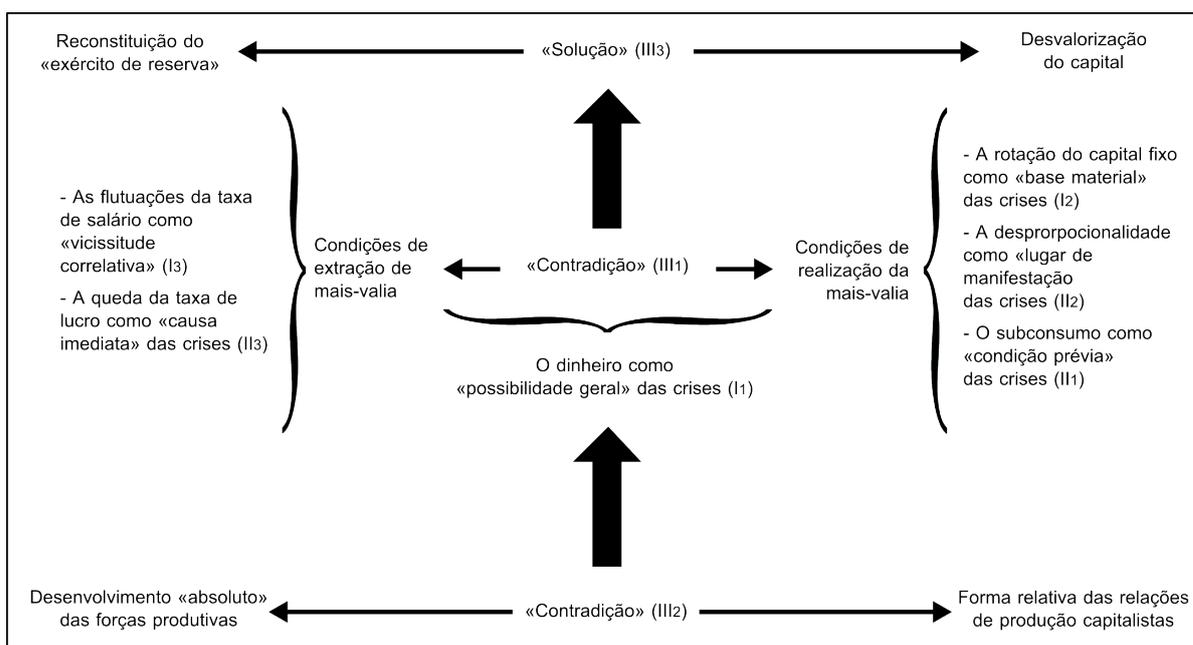 Reconstituição do
«exército de reserva»
«Solução» (III3)
Desvalorização
do capital
- As flutuações da taxa
de salário como
«vicissitude
correlativa» (I3)
- A queda da taxa de
lucro como «causa
imediata» das crises (II3)
Condições de
extração de
mais-valia
«Contradição» (III1)
Condições de
realização da
mais-valia
- A rotação do capital fixo
como «base material»
das crises (I2)
- A desprorpocionalidade
como «lugar de
manifestação
das crises (II2)
- O subconsumo como
«condição prévia»
das crises (II1)
O dinheiro como
«possibilidade geral» das crises (I1)
Desenvolvimento «absoluto»
das forças produtivas
«Contradição» (III2)
Forma relativa das relações
de produção capitalistas